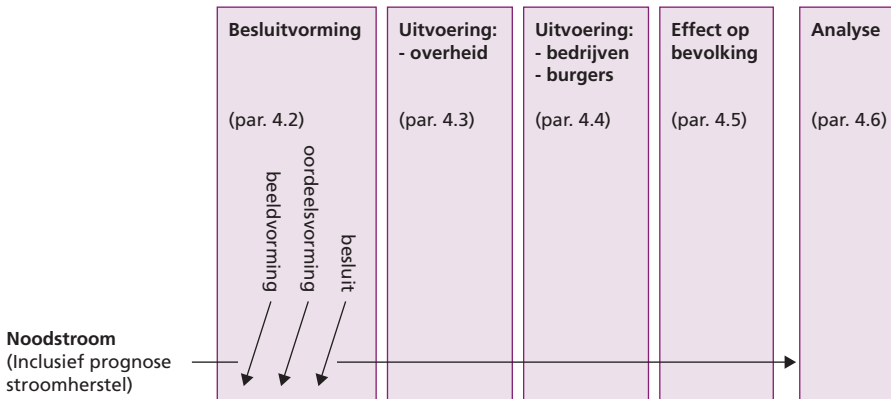 Besluitvorming
(par. 4.2)
beeldvorming
oordeelsvorming
besluit
Uitvoering:
- overheid
(par. 4.3)
Uitvoering:
- bedrijven
- burgers
(par. 4.4)
Effect op
bevolking
(par. 4.5)
Analyse
(par. 4.6)
Noodstroom
(Inclusief prognose
stroomherstel)